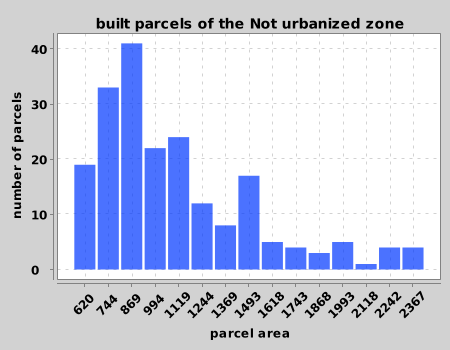 built parcels of the Not urbanized zone
number of parcels
40
30
20
10
0
620 744 869 994 1119 1244 1369 1493 1618 1743 1868 1993 2118 2242 2367
parcel area